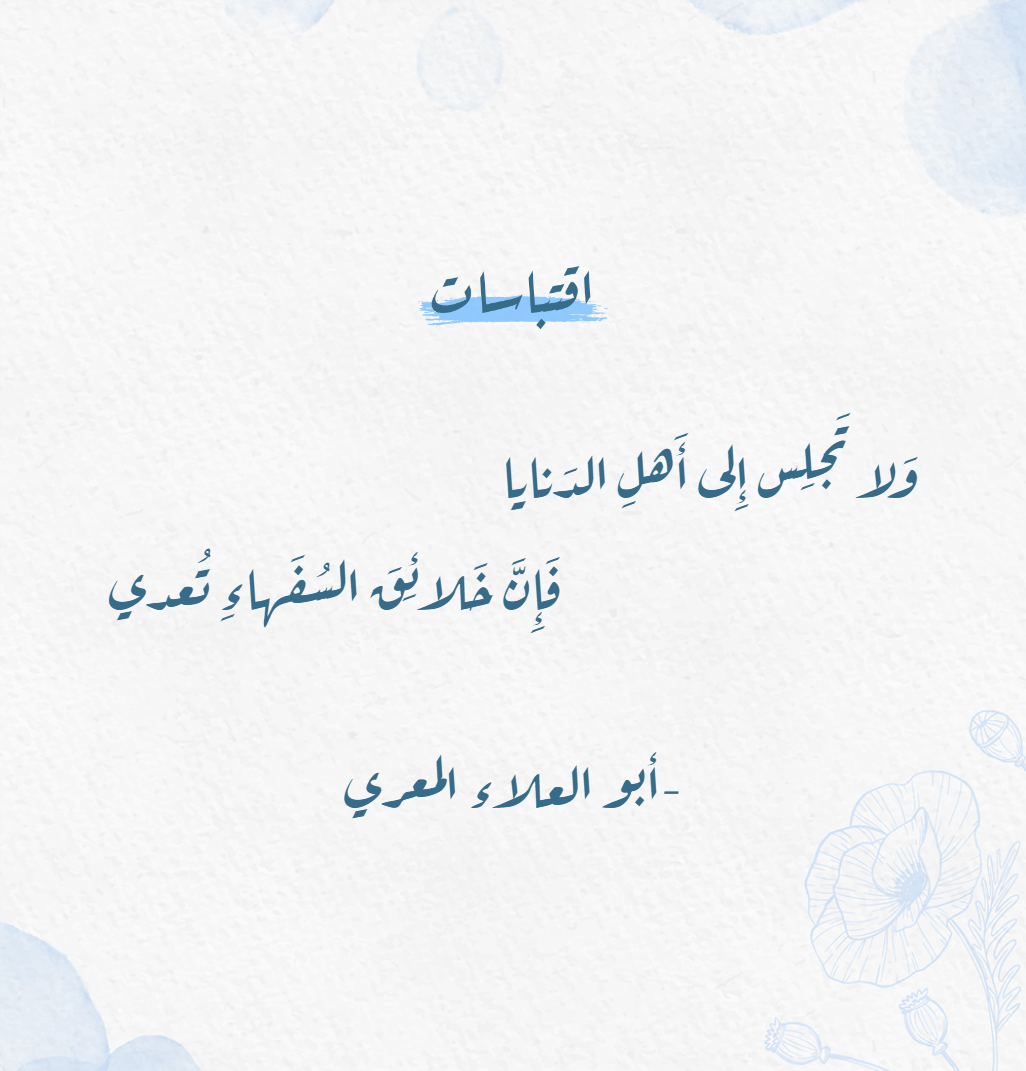 اقتباسات
وَلا تَجلِس إِلى أَهلِ الدَنايا
فَإِنَّ خَلائِقَ السُفَهاءِ تُعدي
-أبو العلاء المعري